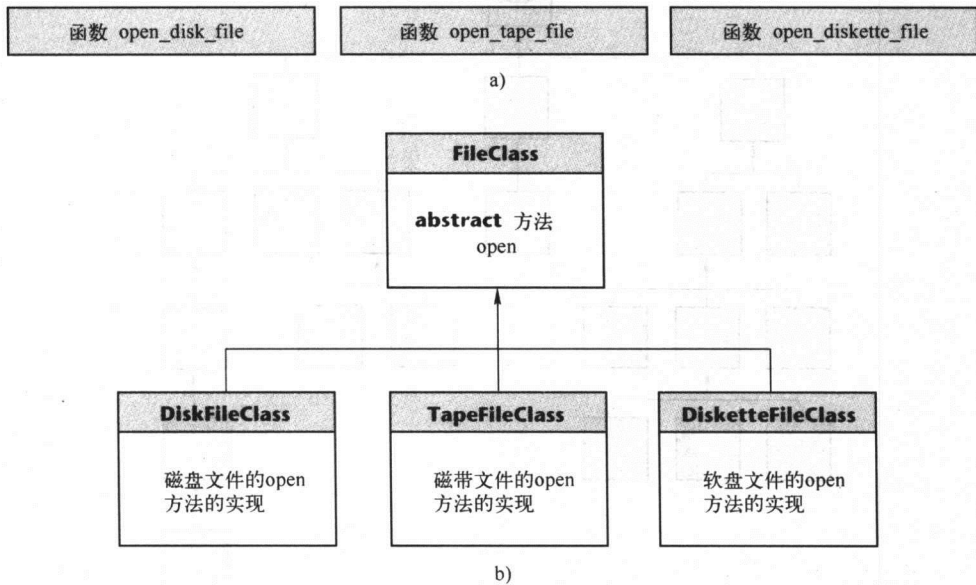 函数 open_disk_file
函数 open_tape_file
函数 open_diskette_file
a)
FileClass
abstract 方法
open
DiskFileClass
TapeFileClass
DisketteFileClass
磁盘文件的open
方法的实现
磁带文件的open
方法的实现
软盘文件的open
方法的实现
b)